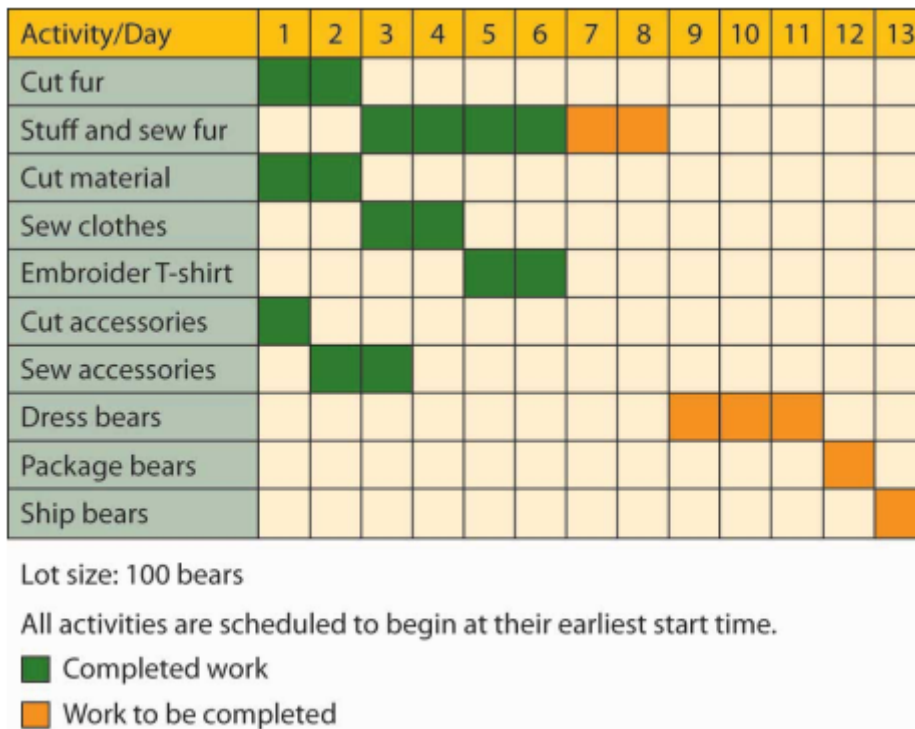 Activity/Day 1 2 3 4 5 6 7 8 9 10 11 12 13
Cut fur
Stuff and sew fur
Cut material
Sew clothes
Embroider T-shirt
Cut accessories
Sew accessories
Dress bears
Package bears
Ship bears
Lot size: 100 bears
All activities are scheduled to begin at their earliest start time.
Completed work
Work to be completed